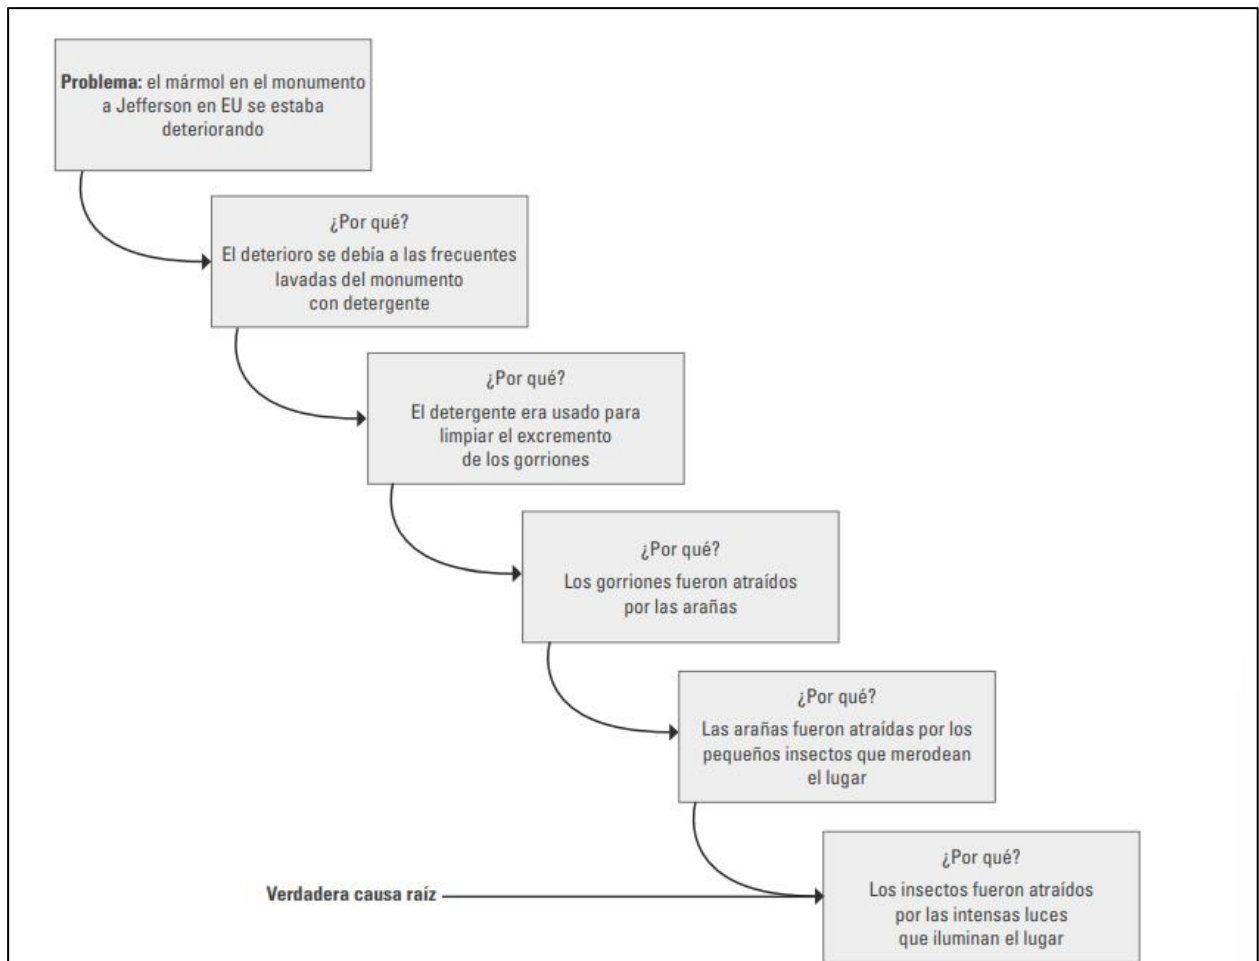 Problema: el mármol en el monumento
a Jefferson en EU se estaba
deteriorando
¿Por qué?
El deterioro se debía a las frecuentes
lavadas del monumento
con detergente
¿Por qué?
El detergente era usado para
limpiar el excremento
de los gorriones
¿Por qué?
Los gorriones fueron atraídos
por las arañas
¿Por qué?
Las arañas fueron atraídas por los
pequeños insectos que merodean
el lugar
Verdadera causa raíz
¿Por qué?
Los insectos fueron atraídos
por las intensas luces
que iluminan el lugar